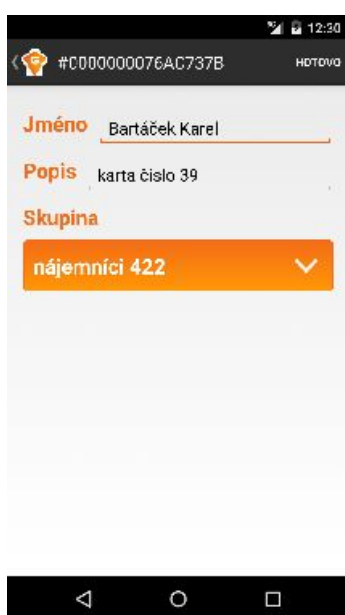 12:30
#C000000076AC737B
HOTOVO
Jméno Bartáček Karel
Popis karta čislo 39
Skupina
nájemníci 422